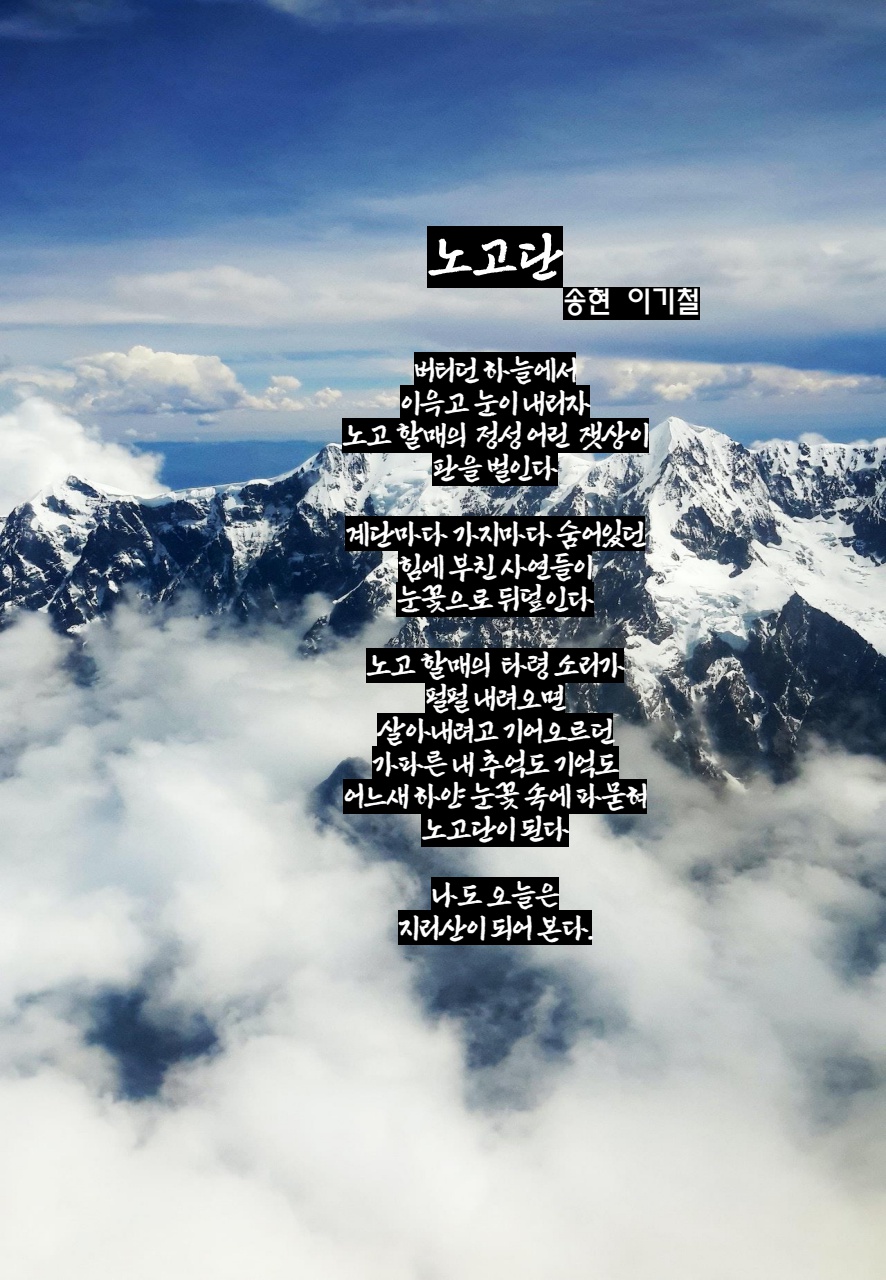 노고단
송현 이기철
버티던 하늘에서
이윽고 눈이 내리자
노고 할매의 정성 어린 잿상이
판을 벌인다
계단마다 가지마다 숨어있던
힘에 부친 사연들이
눈꽃으로 뒤덮인다
노고 할매의 타령 소리가
펄펄 내려오면
살아내려고 기어오르던
가파른 내 추억도 기억도
어느새 하얀 눈꽃 속에 파묻혀
노고단이 된다
나도 오늘은
지리산이 되어 본다.